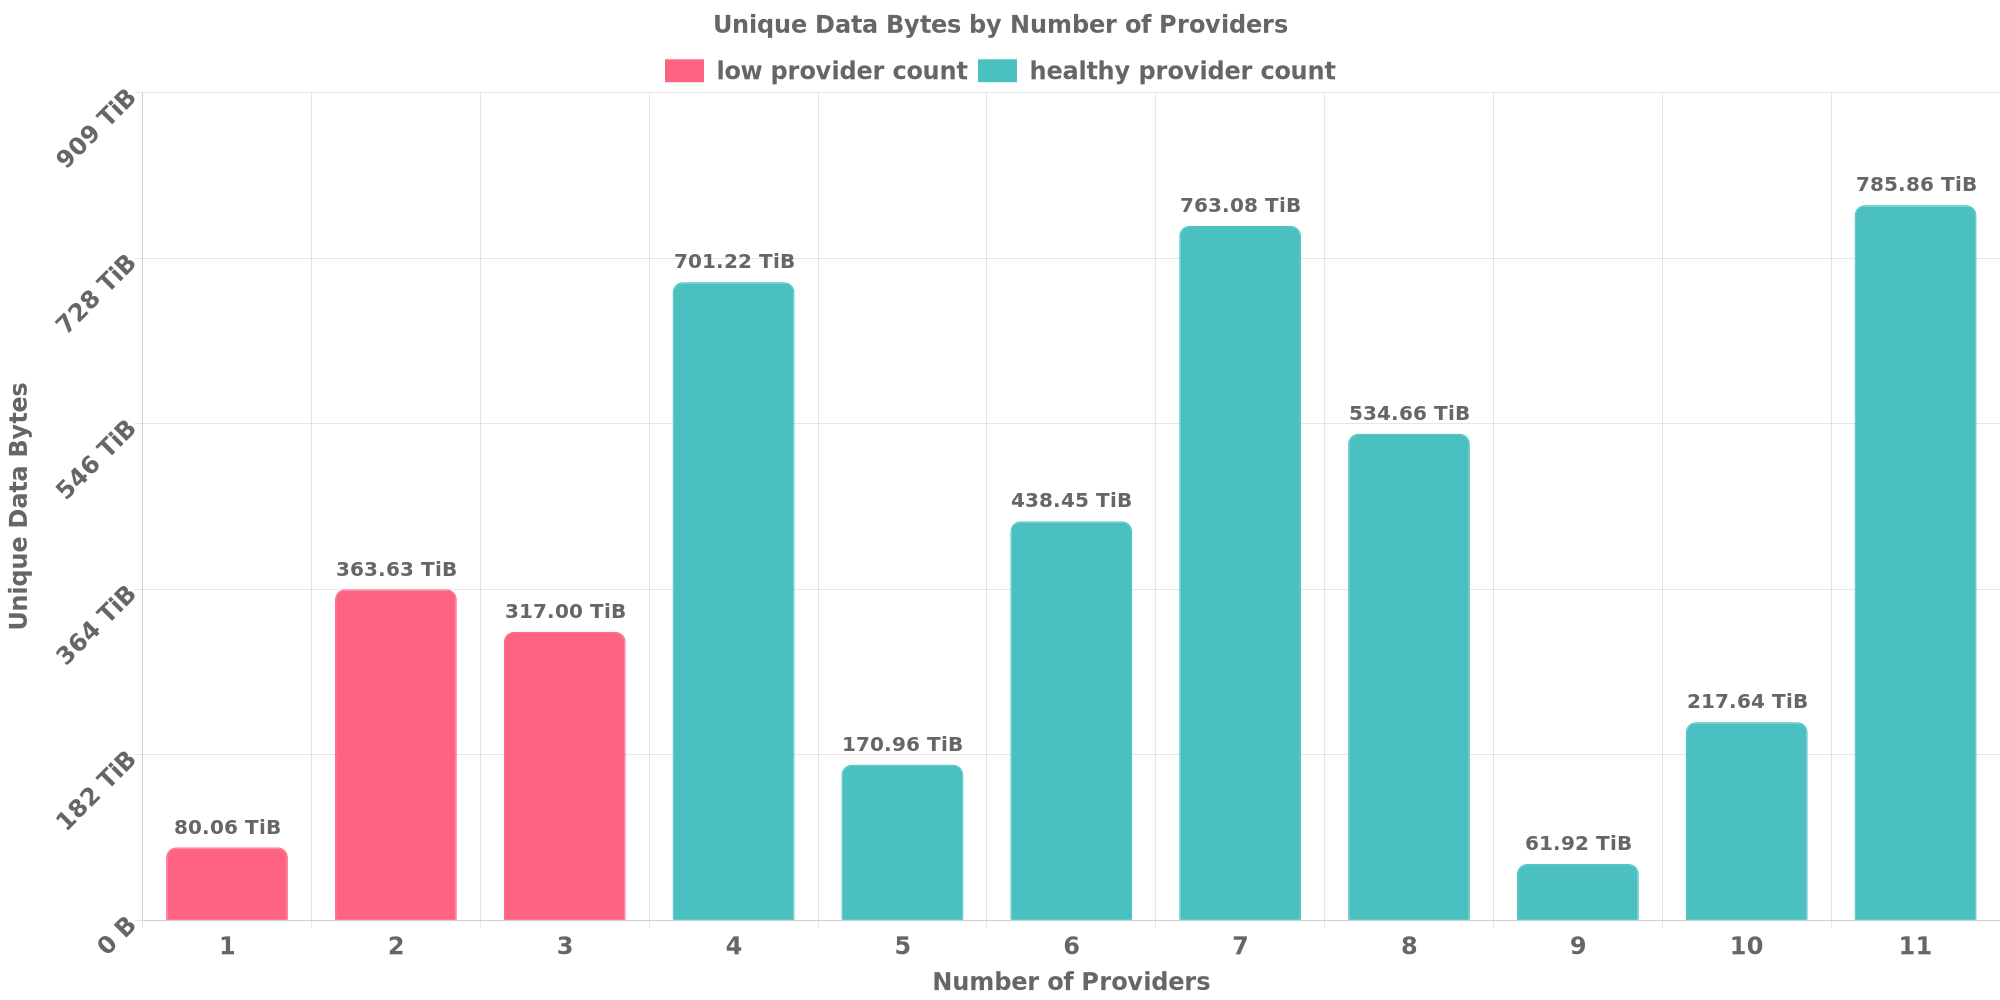 Unique Data Bytes by Number of Providers
low provider count healthy provider count
909 TiB
728 TiB
546 TiB
364 TiB
182 TiB
0 B
Unique Data Bytes
80.06 TiB
363.63 TiB
317.00 TiB
701.22 TiB
170.96 TiB
438.45 TiB
763.08 TiB
534.66 TiB
61.92 TiB
217.64 TiB
785.86 TiB
1 2 3 4 5 6 7 8 9 10 11
Number of Providers